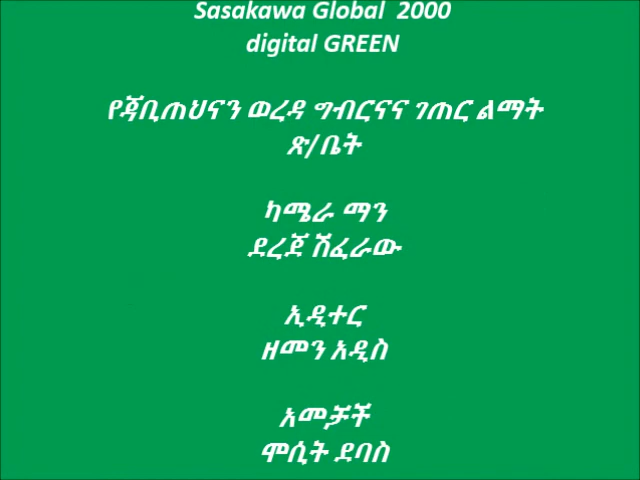 Sasakawa Global 2000
digital GREEN
የጃቢጠህናን ወረዳ ግብርናና ገጠር ልማት
ጽ/ቤት
ካሜራ ማን
ደረጀ ሽፈራው
ኢዲተር
ዘመን አዲስ
አመቻች
ሞሲት ደባስ